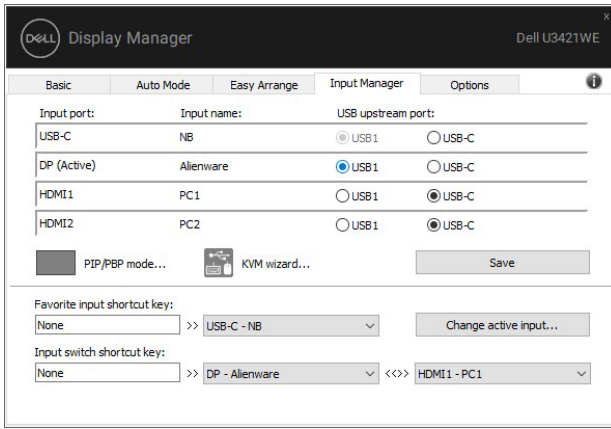 DELL Display Manager Dell U3421WE
x
Basic Auto Mode Easy Arrange Input Manager Options
Input port: Input name: USB upstream port:
USB-C NB USB1 USB-C
DP (Active) Alienware USB1 USB-C
HDMI1 PC1 USB1 USB-C
HDMI2 PC2 USB1 USB-C
PIP/PBP mode... KVM wizard... Save
Favorite input shortcut key:
None >> USB-C - NB Change active input...
Input switch shortcut key:
None >> DP - Alienware <<>> HDMI1 - PC1